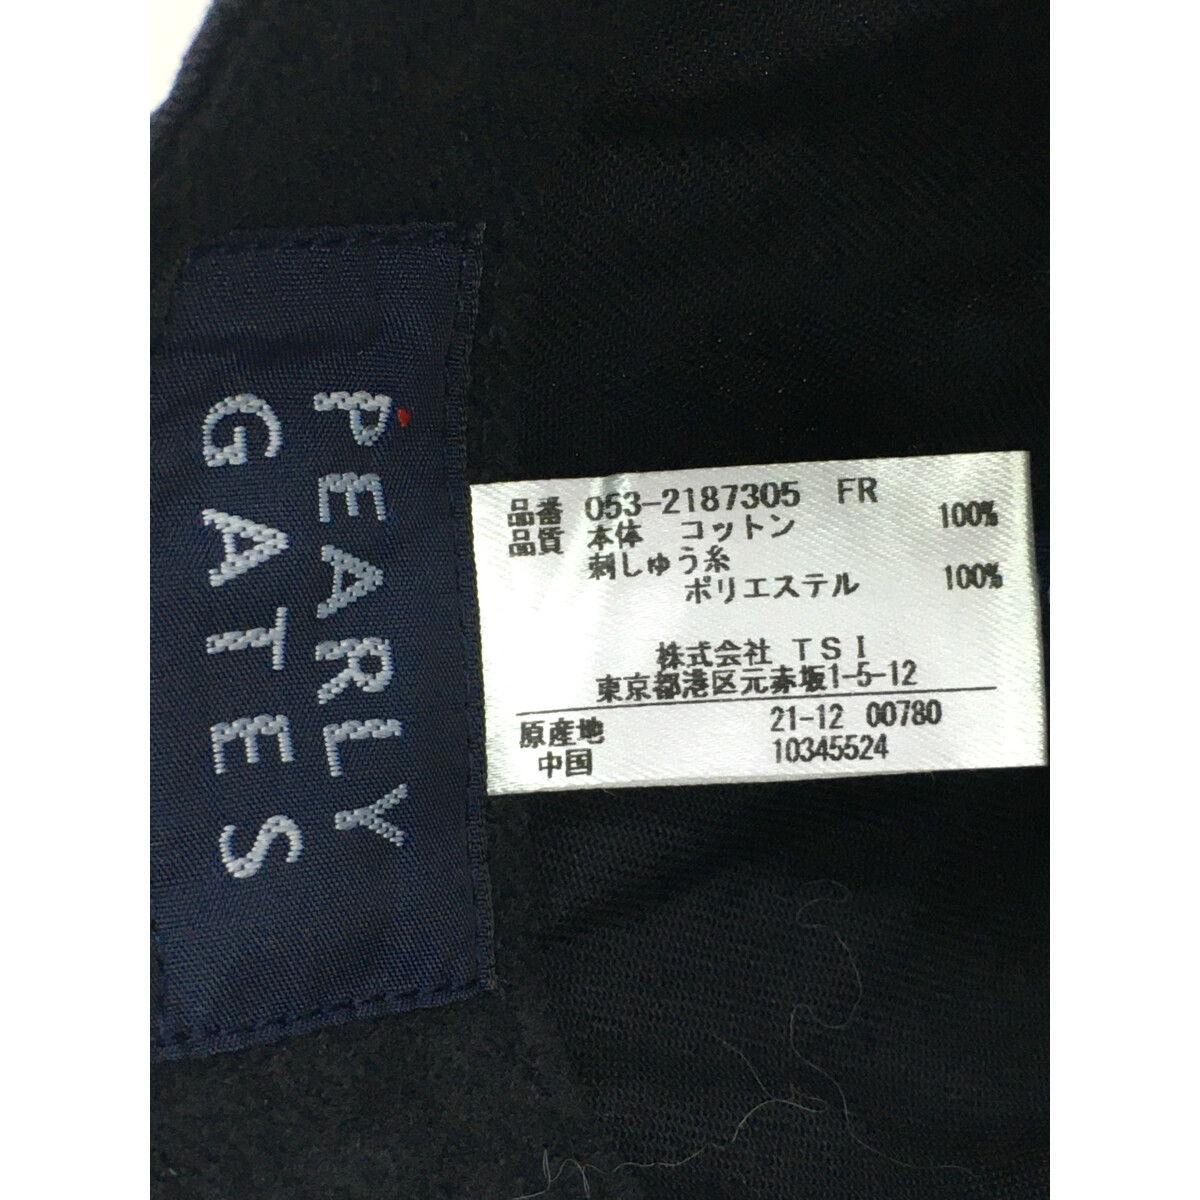 PEARLY
GATES
品番 053-2187305 FR
品質 本体 コットン 100%
刺しゅう糸
ポリエステル 100%
株式会社 TSI
東京都港区元赤坂1-5-12
原産地 21-12 00780
中国 10345524